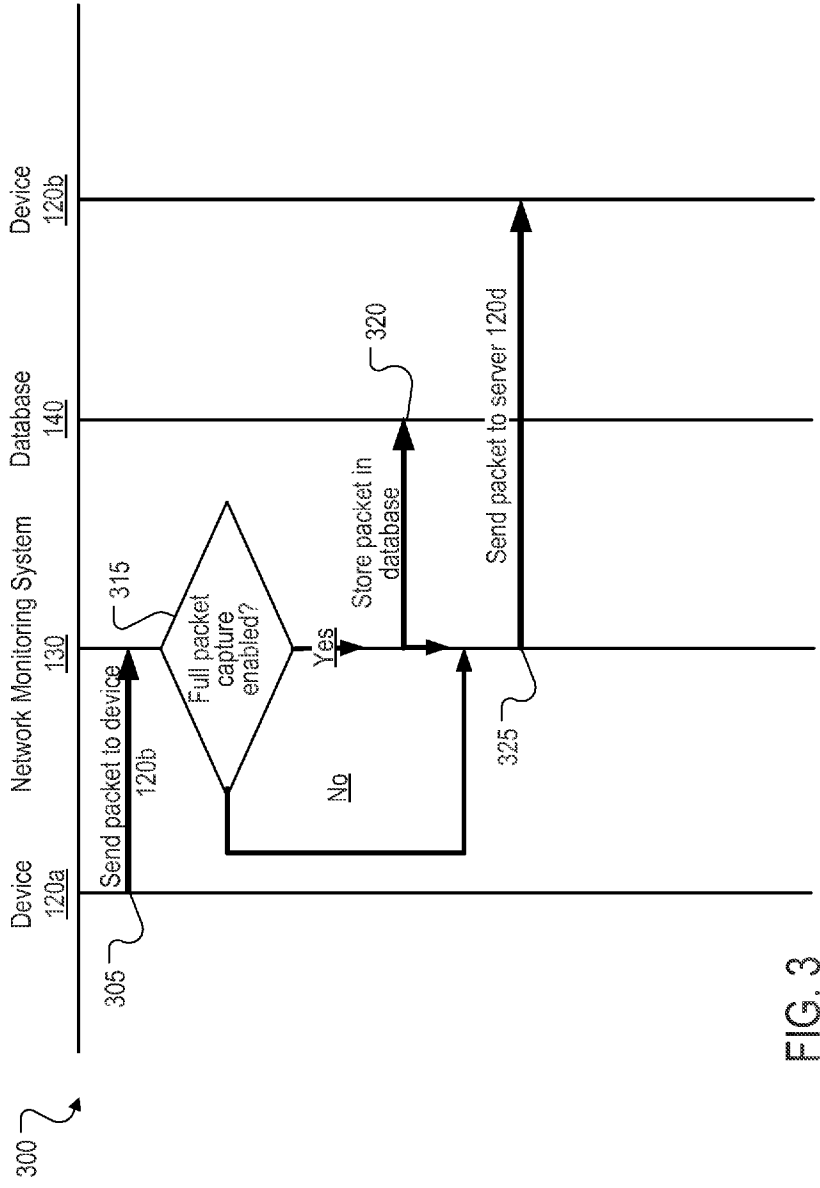 300
Device
120a
Network Monitoring System
130
Database
140
Device
120b
305
Send packet to device
120b
315
Full packet
capture
enabled?
Yes
No
Store packet in
database
320
325
Send packet to server 120d
FIG. 3